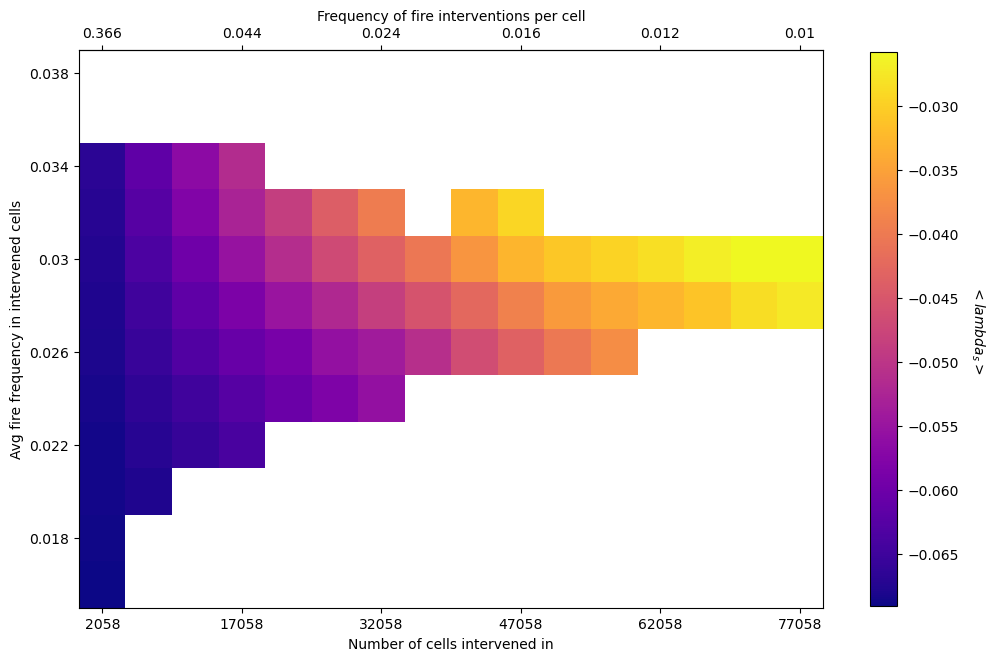 Frequency of fire interventions per cell
0.366 0.044 0.024 0.016 0.012 0.01
Avg fire frequency in intervened cells
0.038
0.034
0.03
0.026
0.022
0.018
2058 17058 32058 47058 62058 77058
Number of cells intervened in
−0.030
−0.035
−0.040
−0.045
−0.050
−0.055
−0.060
−0.065
< lambda_s >